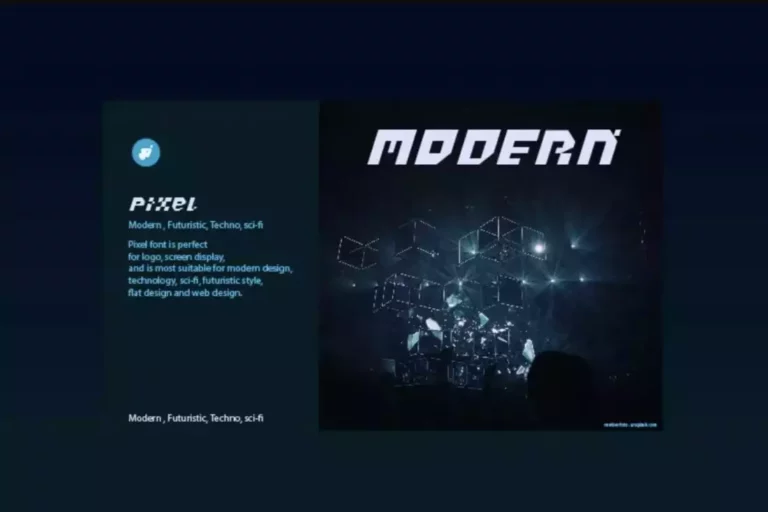 PIXEL
Modern , Futuristic, Techno, sci-fi
Pixel font is perfect
for logo, screen display,
and is most suitable for modern design,
technology, sci-fi, futuristic style,
flat design and web design.
Modern , Futuristic, Techno, sci-fi
MODERN